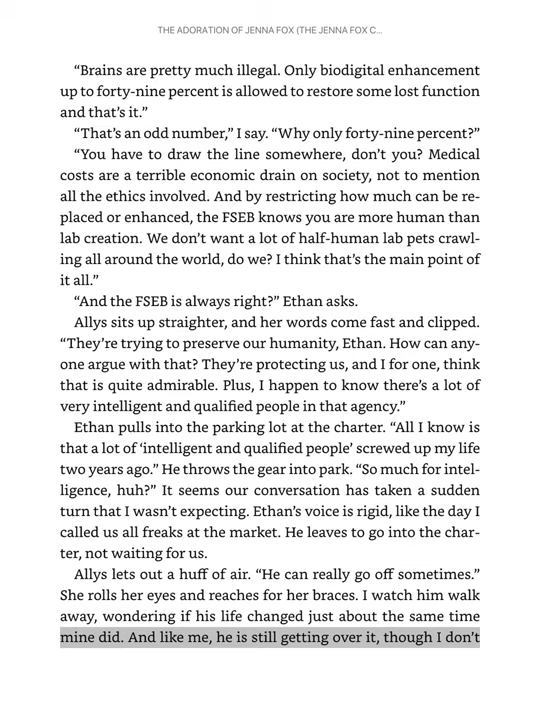 THE ADORATION OF JENNA FOX (THE JENNA FOX C...
“Brains are pretty much illegal. Only biodigital enhancement
up to forty-nine percent is allowed to restore some lost function
and that’s it.”
“That’s an odd number,” I say. “Why only forty-nine percent?”
“You have to draw the line somewhere, don’t you? Medical
costs are a terrible economic drain on society, not to mention
all the ethics involved. And by restricting how much can be re-
placed or enhanced, the FSEB knows you are more human than
lab creation. We don’t want a lot of half-human lab pets crawl-
ing all around the world, do we? I think that’s the main point of
it all.”
“And the FSEB is always right?” Ethan asks.
Allys sits up straighter, and her words come fast and clipped.
“They’re trying to preserve our humanity, Ethan. How can any-
one argue with that? They’re protecting us, and I for one, think
that is quite admirable. Plus, I happen to know there’s a lot of
very intelligent and qualified people in that agency.”
Ethan pulls into the parking lot at the charter. “All I know is
that a lot of ‘intelligent and qualified people’ screwed up my life
two years ago.” He throws the gear into park. “So much for intel-
ligence, huh?” It seems our conversation has taken a sudden
turn that I wasn’t expecting. Ethan’s voice is rigid, like the day I
called us all freaks at the market. He leaves to go into the char-
ter, not waiting for us.
Allys lets out a huff of air. “He can really go off sometimes.”
She rolls her eyes and reaches for her braces. I watch him walk
away, wondering if his life changed just about the same time
mine did. And like me, he is still getting over it, though I don’t